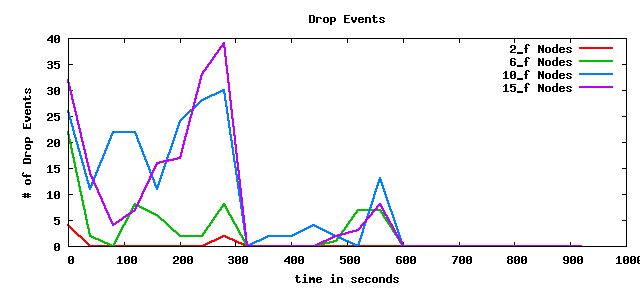 Drop Events
40
35
30
25
20
15
10
5
0
# of Drop Events
2_f Nodes
6_f Nodes
10_f Nodes
15_f Nodes
0 100 200 300 400 500 600 700 800 900 1000
time in seconds